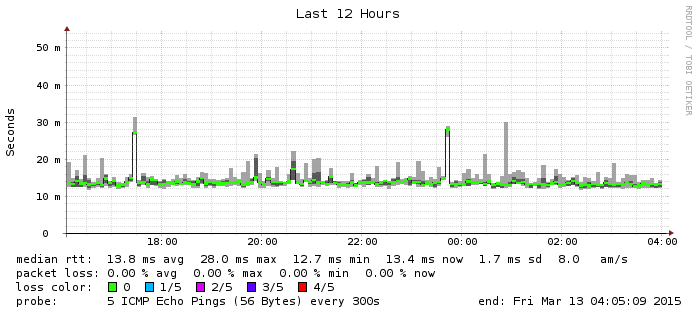 Last 12 Hours
RRDTOOL / TOBI OETIKER
Seconds
50 m
40 m
30 m
20 m
10 m
0
18:00 20:00 22:00 00:00 02:00 04:00
median rtt: 13.8 ms avg 28.0 ms max 12.7 ms min 13.4 ms now 1.7 ms sd 8.0 am/s
packet loss: 0.00 % avg 0.00 % max 0.00 % min 0.00 % now
loss color: 0 1/5 2/5 3/5 4/5
probe: 5 ICMP Echo Pings (56 Bytes) every 300s end: Fri Mar 13 04:05:09 2015